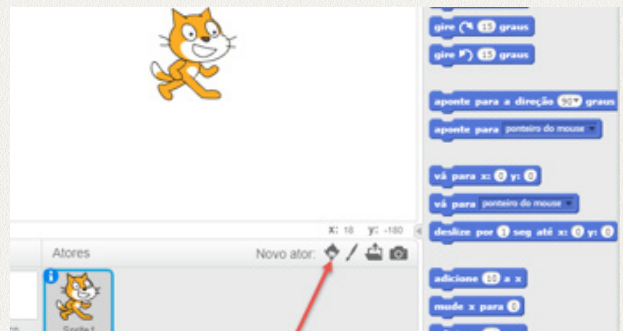 gire 15 graus
gire 15 graus
aponte para a direção 90 graus
aponte para ponteiro do mouse
vá para x: 0 y: 0
vá para ponteiro do mouse
X: 18 Y: -180
deslize por 1 seg até x: 0 y: 0
Atores
Novo ator:
adicione 10 a x
mude x para 0
Sprite1